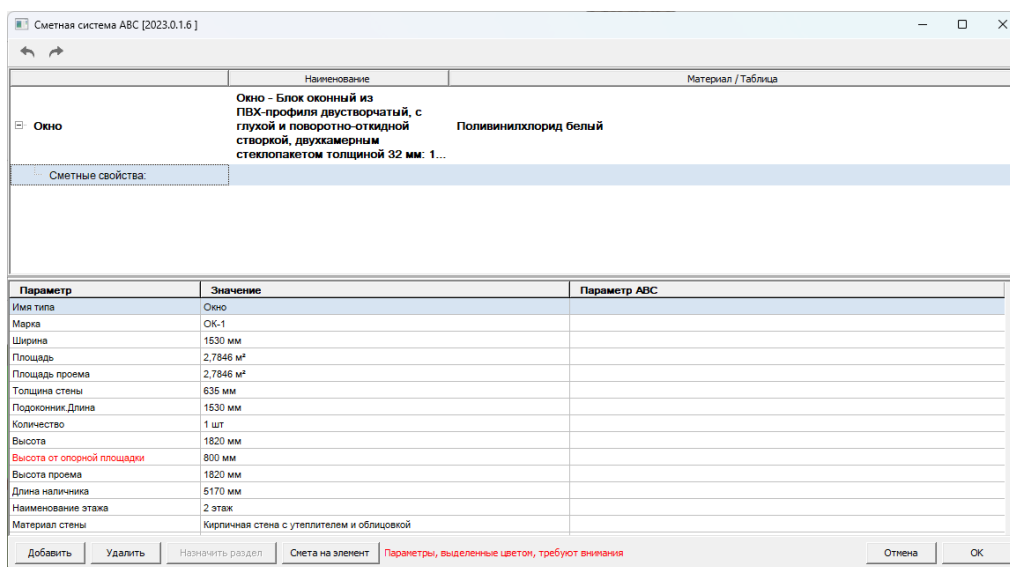 Сметная система ABC [2023.0.1.6 ]
Наименование Материал / Таблица
Окно - Блок оконный из
ПВХ-профиля двустворчатый, с
Окно глухой и поворотно-откидной Поливинилхлорид белый
створкой, двухкамерным
стеклопакетом толщиной 32 мм: 1...
Сметные свойства:
Параметр Значение Параметр ABC
Имя типа Окно
Марка ОК-1
Ширина 1530 мм
Площадь 2,7846 м²
Площадь проема 2,7846 м²
Толщина стены 635 мм
Подоконник.Длина 1530 мм
Количество 1 шт
Высота 1820 мм
Высота от опорной площадки 800 мм
Высота проема 1820 мм
Длина наличника 5170 мм
Наименование этажа 2 этаж
Материал стены Кирпичная стена с утеплителем и облицовкой
Добавить Удалить Назначить раздел Смета на элемент Параметры, выделенные цветом, требуют внимания Отмена OK